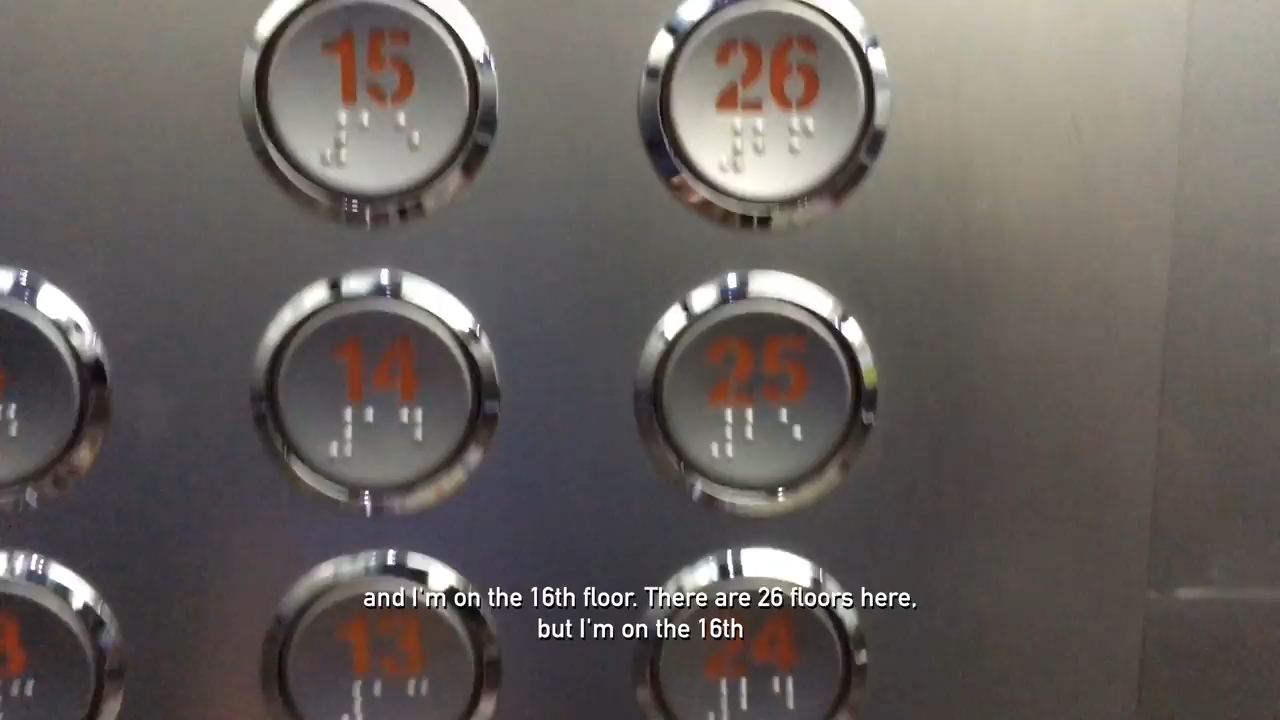 15 26
14 25
13 24
and I'm on the 16th floor. There are 26 floors here,
but I'm on the 16th